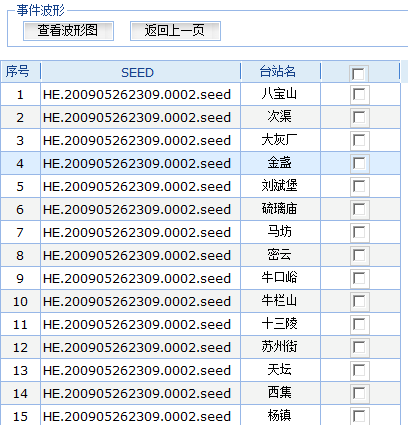 事件波形
查看波形图 返回上一页
序号 SEED 台站名
1 HE.200905262309.0002.seed 八宝山
2 HE.200905262309.0002.seed 次渠
3 HE.200905262309.0002.seed 大灰厂
4 HE.200905262309.0002.seed 金盏
5 HE.200905262309.0002.seed 刘斌堡
6 HE.200905262309.0002.seed 硫璃庙
7 HE.200905262309.0002.seed 马坊
8 HE.200905262309.0002.seed 密云
9 HE.200905262309.0002.seed 牛口峪
10 HE.200905262309.0002.seed 牛栏山
11 HE.200905262309.0002.seed 十三陵
12 HE.200905262309.0002.seed 苏州街
13 HE.200905262309.0002.seed 天坛
14 HE.200905262309.0002.seed 西集
15 HE.200905262309.0002.seed 杨镇